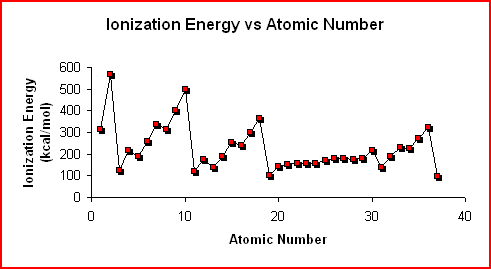 Ionization Energy vs Atomic Number
Ionization Energy
(kcal/mol)
600
500
400
300
200
100
0
0 10 20 30 40
Atomic Number